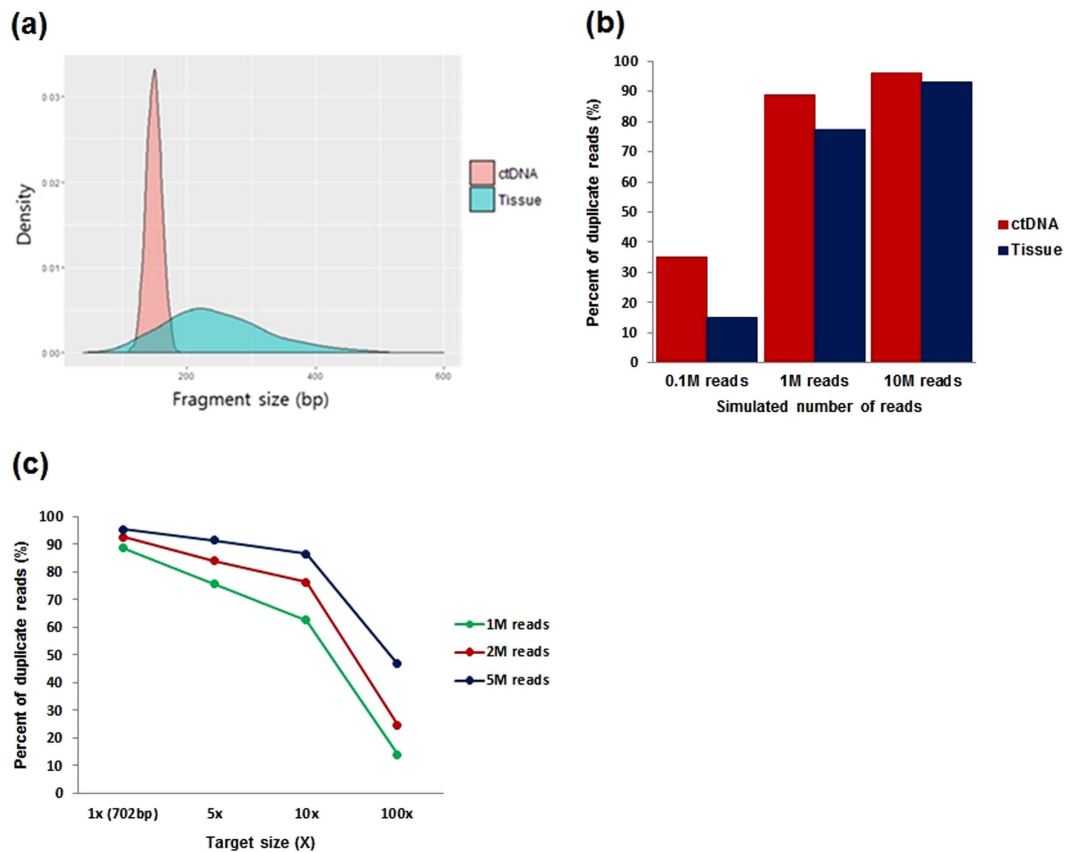 (a)
Density
0.03
0.02
0.01
0.00
200
400
600
Fragment size (bp)
ctDNA
Tissue
(b)
Percent of duplicate reads (%)
100
90
80
70
60
50
40
30
20
10
0
0.1M reads
1M reads
10M reads
Simulated number of reads
ctDNA
Tissue
(c)
Percent of duplicate reads (%)
100
90
80
70
60
50
40
30
20
10
0
1x (702bp)
5x
10x
100x
Target size (X)
1M reads
2M reads
5M reads